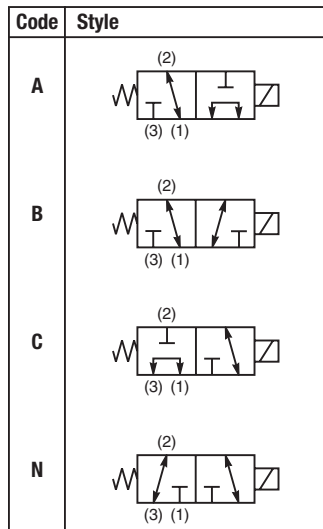 Code Style
A
(2)
(3) (1)
B
(2)
(3) (1)
C
(2)
(3) (1)
N
(2)
(3) (1)